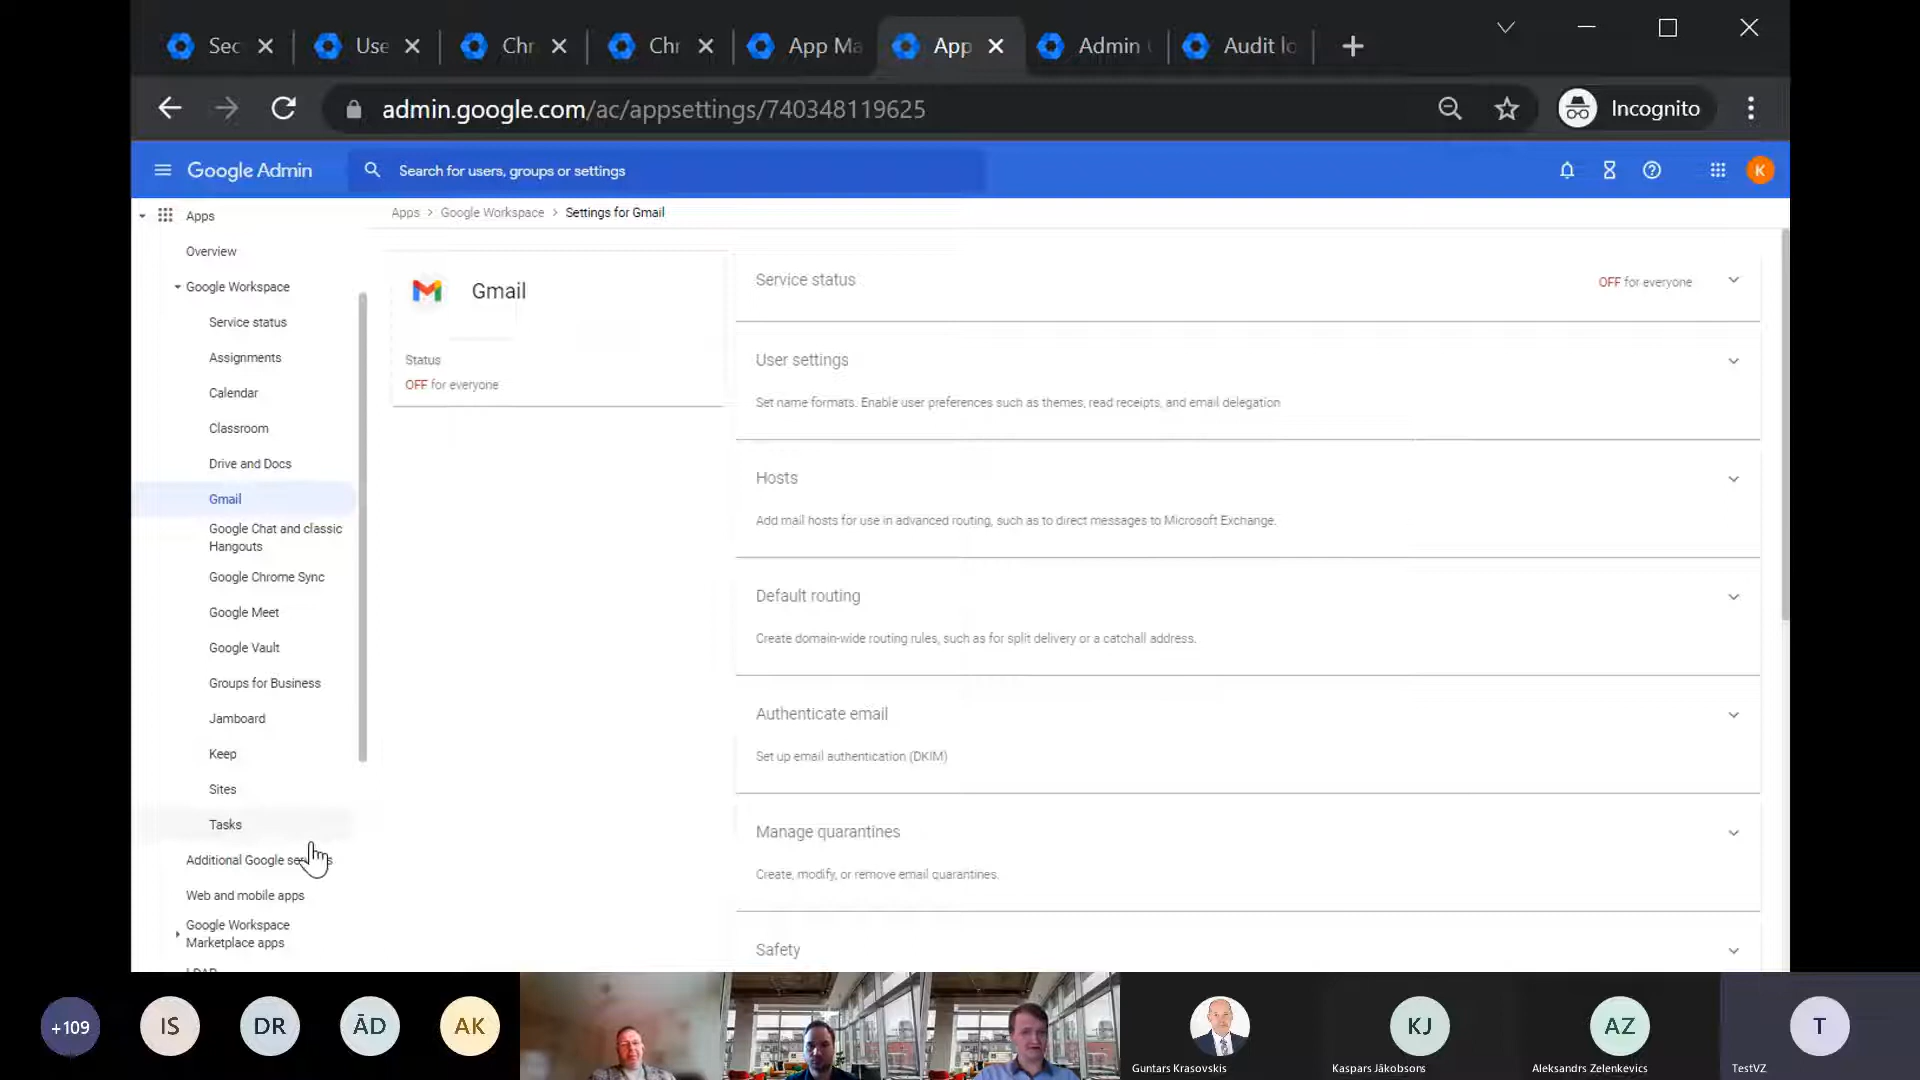 Sec
Use
Chr
Chr
App Ma
App
Admin
Audit lo
admin.google.com/ac/appsettings/740348119625
Incognito
Google Admin
Search for users, groups or settings
K
Apps
Overview
Google Workspace
Service status
Assignments
Calendar
Classroom
Drive and Docs
Gmail
Google Chat and classic
Hangouts
Google Chrome Sync
Google Meet
Google Vault
Groups for Business
Jamboard
Keep
Sites
Tasks
Additional Google
Web and mobile apps
Google Workspace
Marketplace apps
LDAP
Apps > Google Workspace > Settings for Gmail
Gmail
Status
OFF for everyone
Service status
OFF for everyone
User settings
Set name formats. Enable user preferences such as themes, read receipts, and email delegation
Hosts
Add mail hosts for use in advanced routing, such as to direct messages to Microsoft Exchange.
Default routing
Create domain-wide routing rules, such as for split delivery or a catchall address.
Authenticate email
Set up email authentication (DKIM)
Manage quarantines
Create, modify, or remove email quarantines.
Safety
+109
IS
DR
ĀD
AK
Guntars Krasovskis
KJ
Kaspars Jākobsons
AZ
Aleksandrs Zelenkevics
T
TestVZ